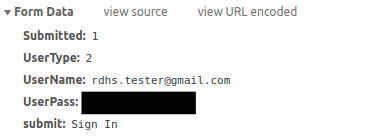 Form Data view source view URL encoded
Submitted: 1
UserType: 2
UserName: rdhs.tester@gmail.com
UserPass:
submit: Sign In